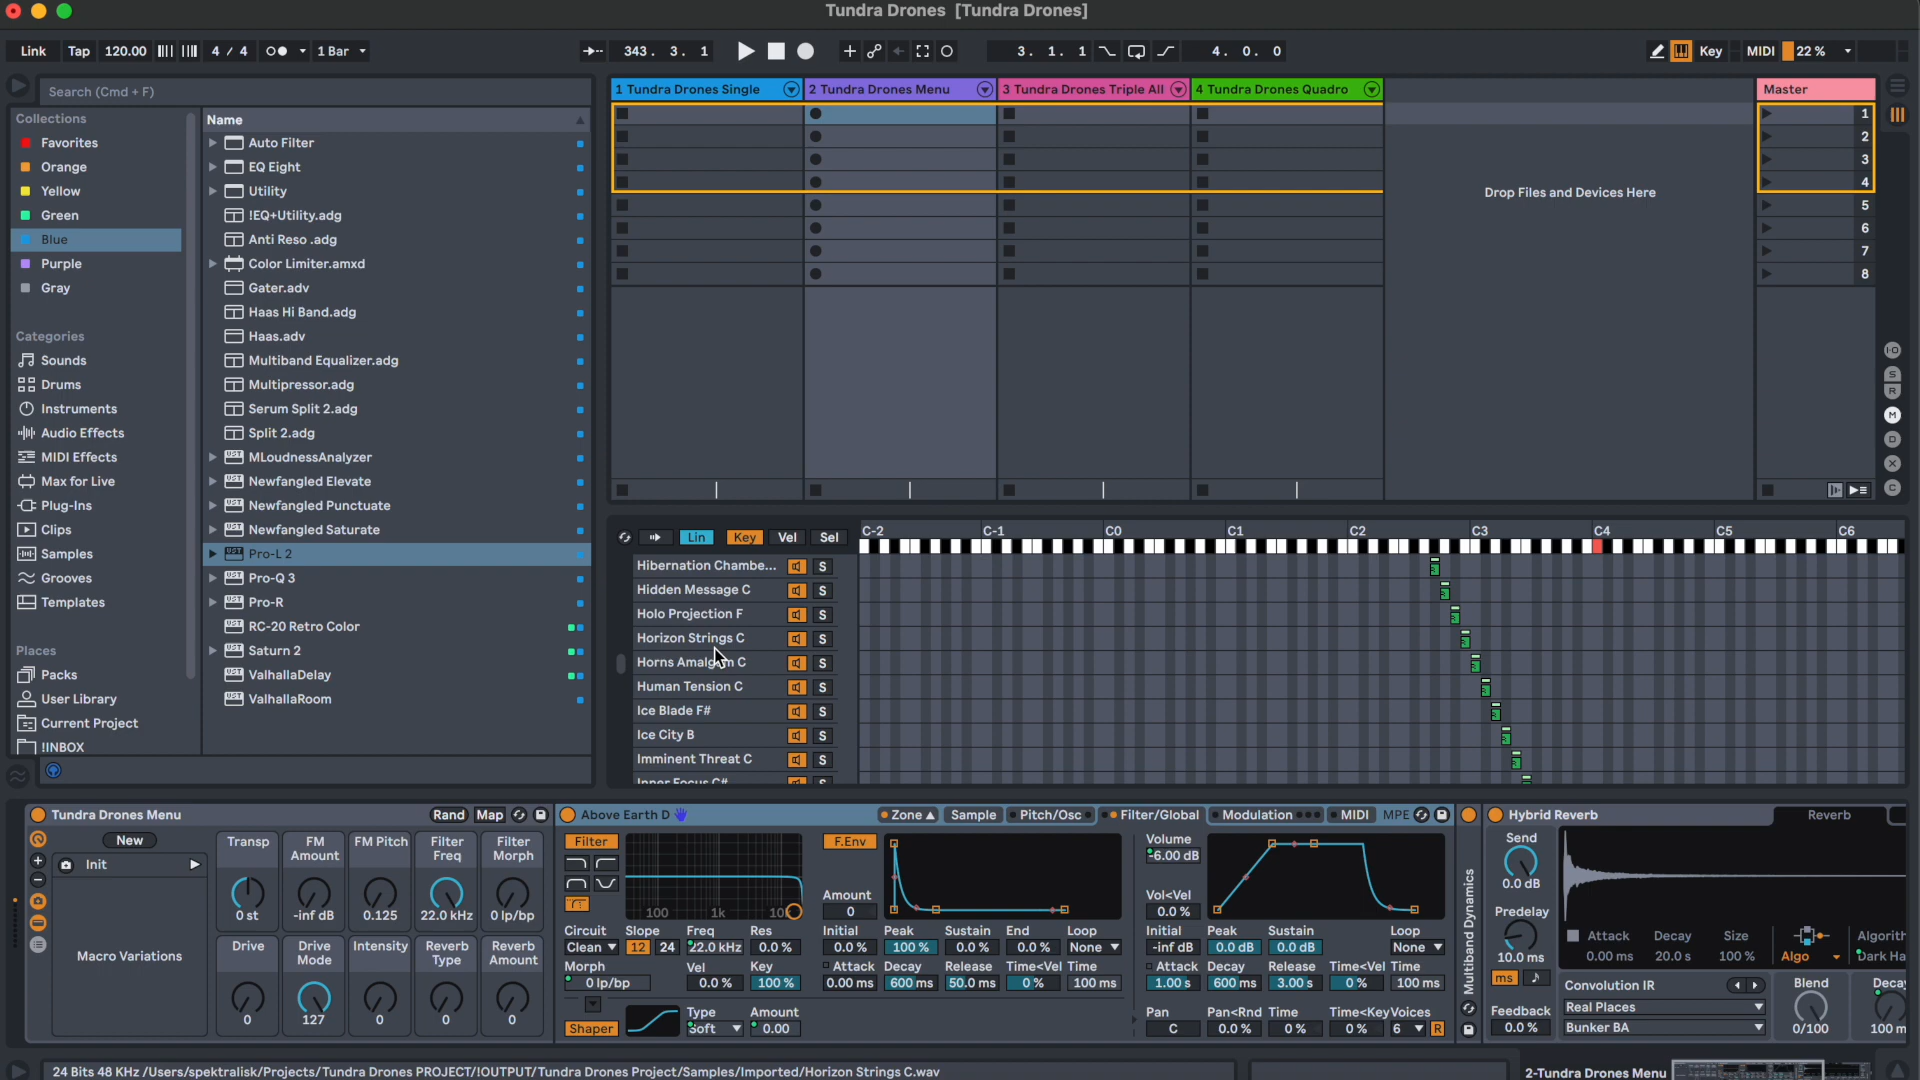 Tundra Drones  [Tundra Drones]
Link Tap 120.00 4 / 4 1 Bar 343. 3. 1 3. 1. 1 4. 0. 0 Key MIDI 22 %
Search (Cmd + F)
Collections
Favorites
Orange
Yellow
Green
Blue
Purple
Gray
Categories
Sounds
Drums
Instruments
Audio Effects
MIDI Effects
Max for Live
Plug-Ins
Clips
Samples
Grooves
Templates
Places
Packs
User Library
Current Project
!INBOX
Name
Auto Filter
EQ Eight
Utility
!EQ+Utility.adg
Anti Reso .adg
Color Limiter.amxd
Gater.adv
Haas Hi Band.adg
Haas.adv
Multiband Equalizer.adg
Multipressor.adg
Serum Split 2.adg
Split 2.adg
MLoudnessAnalyzer
Newfangled Elevate
Newfangled Punctuate
Newfangled Saturate
Pro-L 2
Pro-Q 3
Pro-R
RC-20 Retro Color
Saturn 2
ValhallaDelay
ValhallaRoom
1 Tundra Drones Single 2 Tundra Drones Menu 3 Tundra Drones Triple All 4 Tundra Drones Quadro Master
1
2
3
4
5
6
7
8
Drop Files and Devices Here
I-O
S
R
M
D
X
C
Lin Key Vel Sel C-2 C-1 C0 C1 C2 C3 C4 C5 C6
Hibernation Chambe... S
Hidden Message C S
Holo Projection F S
Horizon Strings C S
Horns Amalgam C S
Human Tension C S
Ice Blade F# S
Ice City B S
Imminent Threat C S
Inner Focus C# S
Tundra Drones Menu Rand Map
New
Init
Macro Variations
Transp FM Amount FM Pitch Filter Freq Filter Morph
0 st -inf dB 0.125 22.0 kHz 0 lp/bp
Drive Drive Mode Intensity Reverb Type Reverb Amount
0 127 0 0 0
Above Earth D Zone Sample Pitch/Osc Filter/Global Modulation MIDI MPE
Filter
100 1k 10k
Circuit Slope Freq Res
Clean 12 24 22.0 kHz 0.0 %
Morph Vel Key
0 lp/bp 0.0 % 100 %
Shaper Type Amount
Soft 0.00
F.Env
Amount
0
Initial Peak Sustain End Loop
0.0 % 100 % 0.0 % 0.0 % None
Attack Decay Release Time<Vel Time
0.00 ms 600 ms 50.0 ms 0 % 100 ms
Volume
-6.00 dB
Vol<Vel
0.0 %
Initial Peak Sustain Loop
-inf dB 0.0 dB 0.0 dB None
Attack Decay Release Time<Vel Time
1.00 s 600 ms 3.00 s 0 % 100 ms
Pan Pan<Rnd Time Time<Key Voices
C 0.0 % 0 % 0 % 6 R
Multiband Dynamics
Hybrid Reverb Reverb
Send
0.0 dB
Predelay
10.0 ms
ms
Feedback
0.0 %
Attack Decay Size Algorith
0.00 ms 20.0 s 100 % Algo Dark Ha
Convolution IR Blend Decay
Real Places
Bunker BA 0/100 100 m
24 Bits 48 KHz /Users/spektralisk/Projects/Tundra Drones PROJECT/!OUTPUT/Tundra Drones Project/Samples/Imported/Horizon Strings C.wav
2-Tundra Drones Menu